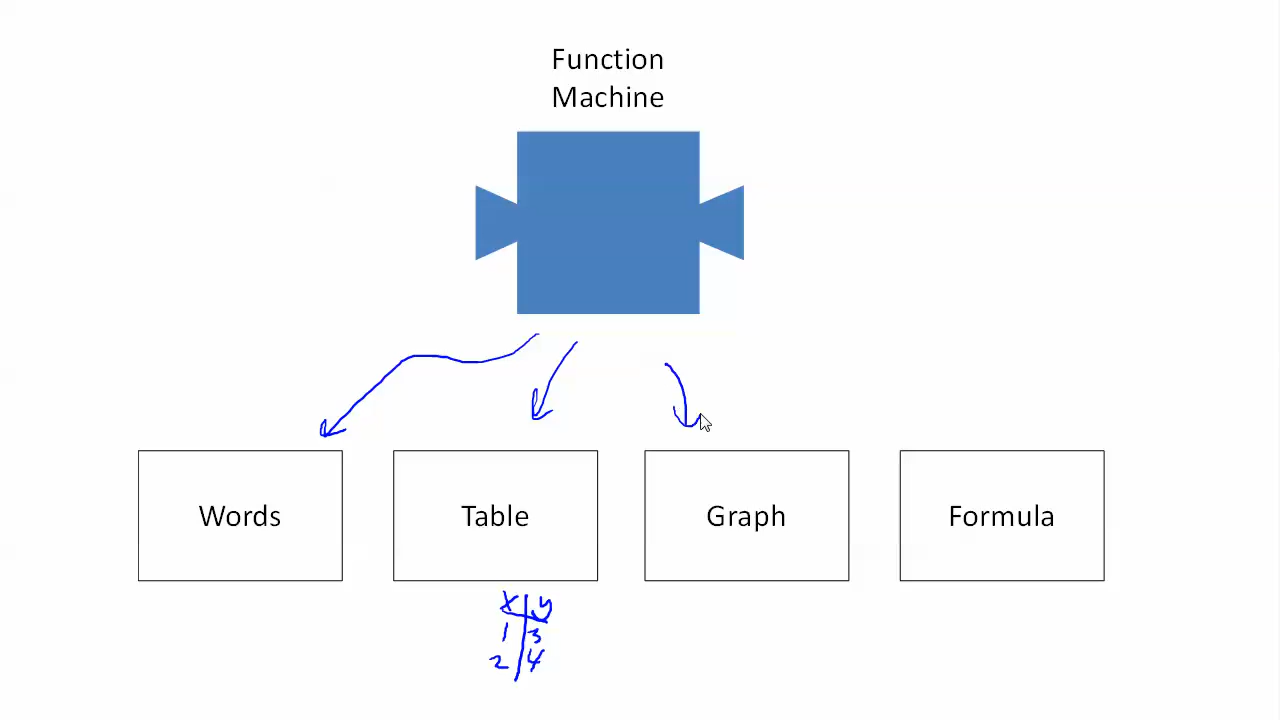 Function
Machine
Words
Table
Graph
Formula
x y
1 3
2 4